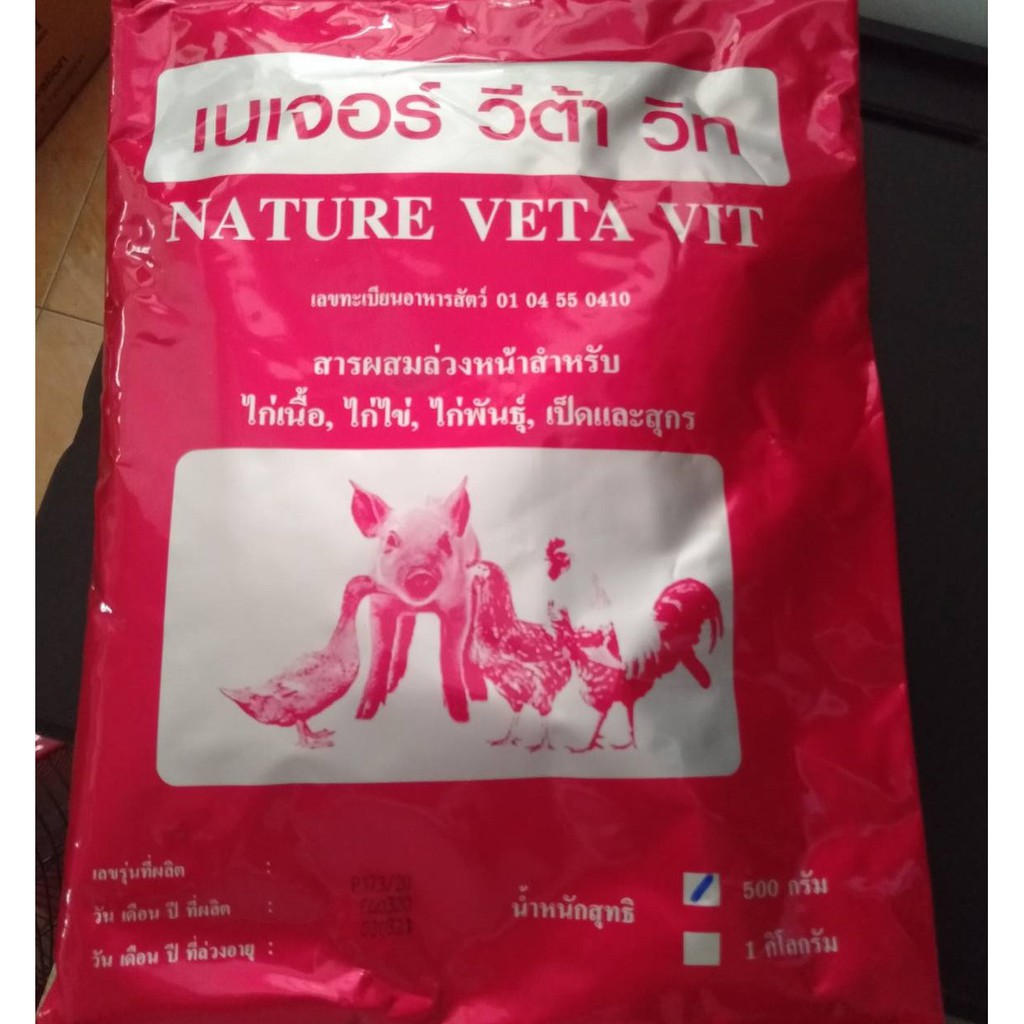 เนเจอร์ วีต้า วิท
NATURE VETA VIT
เลขทะเบียนอาหารสัตว์ 01 04 55 0410
สารผสมล่วงหน้าสำหรับ
ไก่เนื้อ, ไก่ไข่, ไก่พันธุ์, เป็ดและสุกร
เลขรุ่นที่ผลิต :
วัน เดือน ปี ที่ผลิต :
วัน เดือน ปี ที่ล่วงอายุ :
น้ำหนักสุทธิ
500 กรัม
1 กิโลกรัม